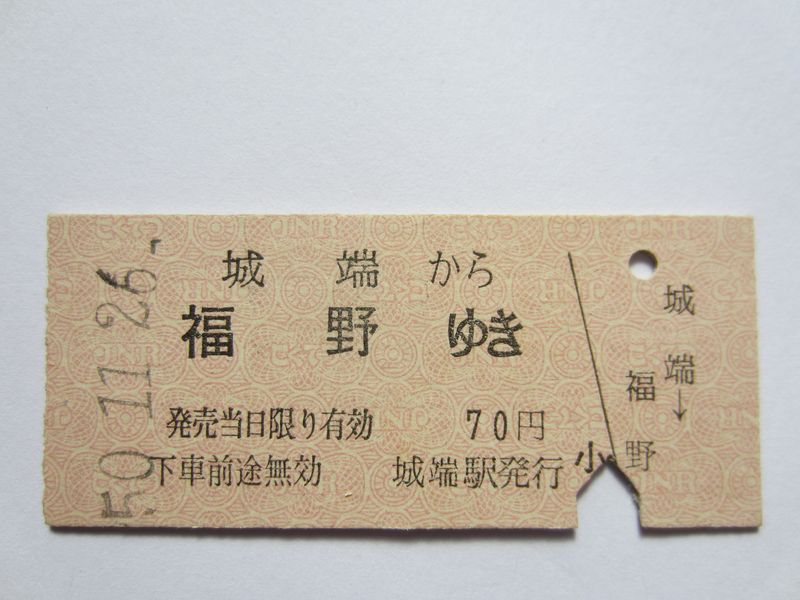 50.11.26.
城端から
福野ゆき
発売当日限り有効 70円
下車前途無効 城端駅発行
小
城端→
福野